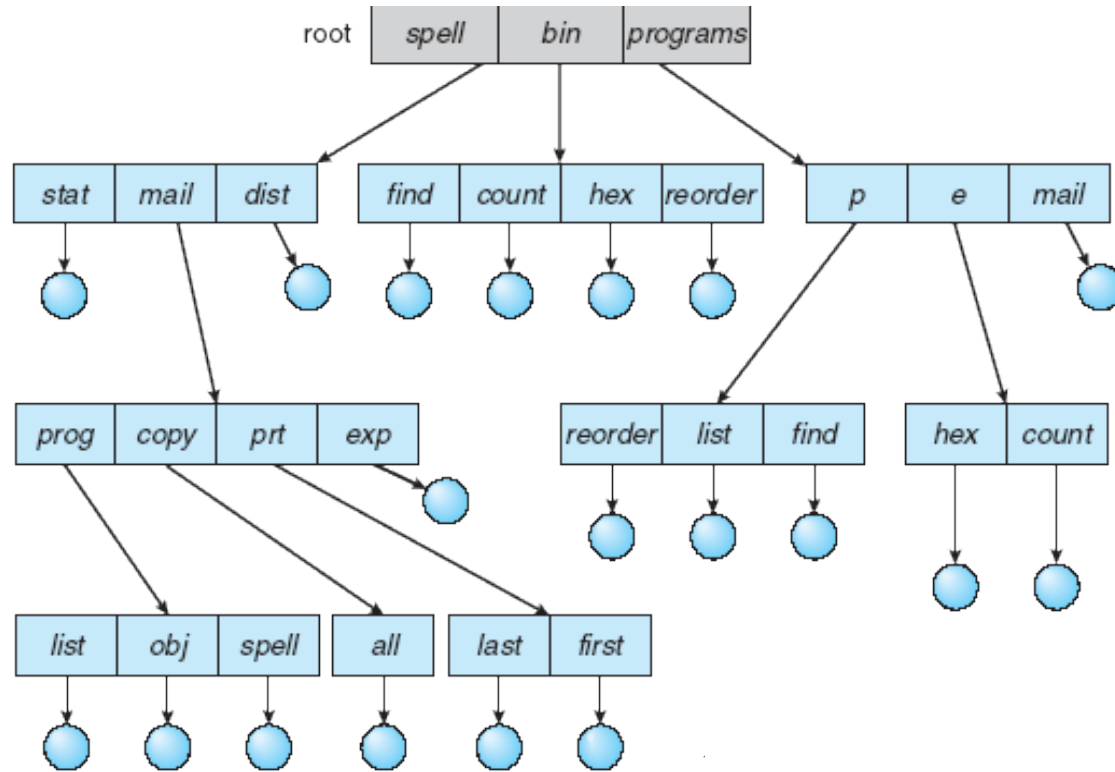 root spell bin programs
stat mail dist find count hex reorder p e mail
prog copy prt exp reorder list find hex count
list obj spell all last first